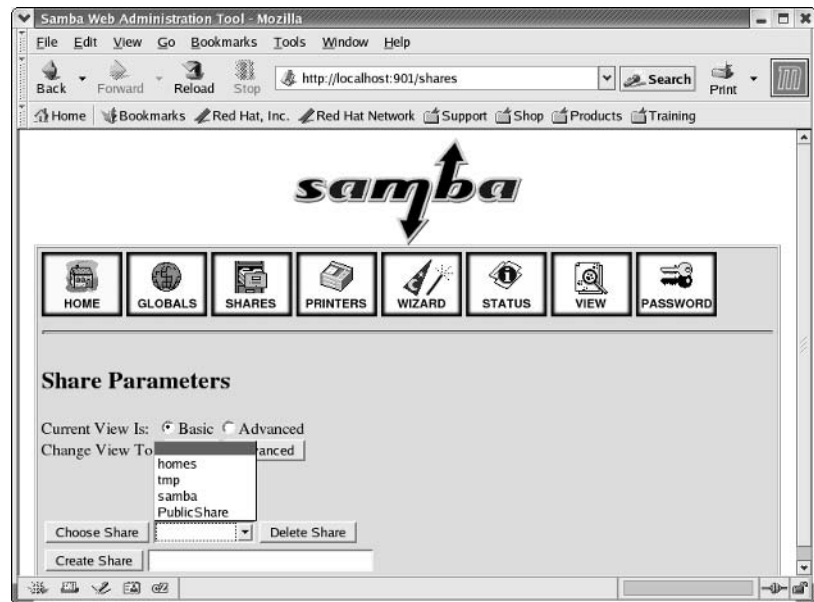 Samba Web Administration Tool - Mozilla
File Edit View Go Bookmarks Tools Window Help
Back Forward Reload Stop http://localhost:901/shares Search Print
Home Bookmarks Red Hat, Inc. Red Hat Network Support Shop Products Training
samba
HOME GLOBALS SHARES PRINTERS WIZARD STATUS VIEW PASSWORD
Share Parameters
Current View Is: Basic Advanced
Change View To
homes
tmp
samba
PublicShare
Choose Share Delete Share
Create Share